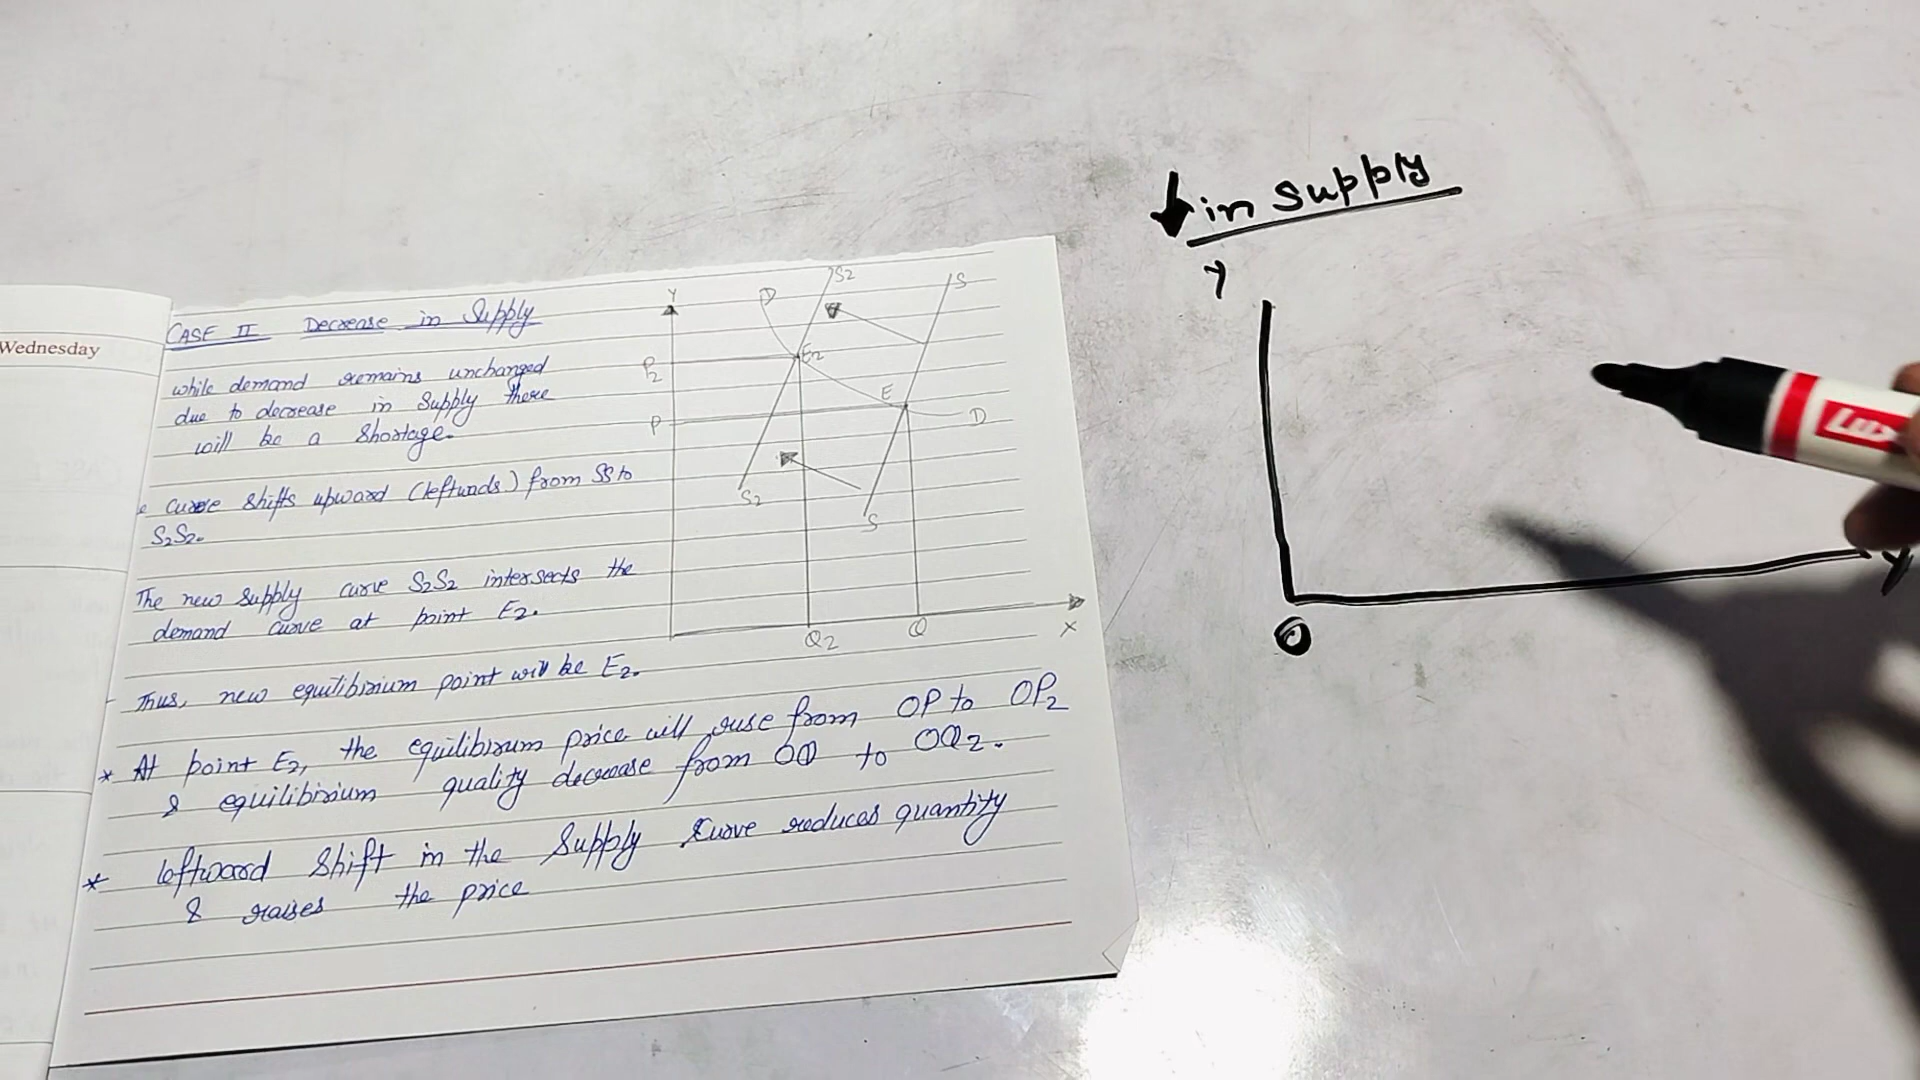 Wednesday
CASE II Decrease in Supply
while demand remains unchanged
due to decrease in Supply there
will be a Shortage.
curve shifts upward (leftwards) from SS to
S2S2.
The new supply curve S2S2 intersects the
demand curve at point E2.
Thus, new equilibrium point will be E2.
* At point E2, the equilibrium price will from OP to OP2
& equilibrium quality decrease from OQ to OQ2.
* leftward Shift in the Supply Curve reduces quantity
& raises the price
Y
D
S2
S
P2
E2
E
P
D
S2
S
Q2
Q
X
↓ in Supply
Y
O
X
Lux